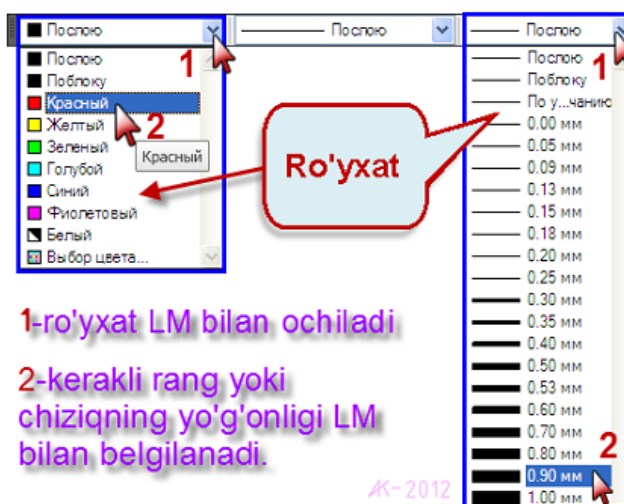 Послою
Послою
Послою
1
Послою
Поблоку
Красный
2
Желтый
Зеленый
Голубой
Синий
Фиолетовый
Белый
Выбор цвета...
Красный
Ro'yxat
1
Послою
Поблоку
По у...чанию
0.00 мм
0.05 мм
0.09 мм
0.13 мм
0.15 мм
0.18 мм
0.20 мм
0.25 мм
0.30 мм
0.35 мм
0.40 мм
0.50 мм
0.53 мм
0.60 мм
0.70 мм
0.80 мм
2
0.90 мм
1.00 мм
1-ro'yxat LM bilan ochiladi
2-kerakli rang yoki
chiziqning yo'g'onligi LM
bilan belgilanadi.
AK-2012